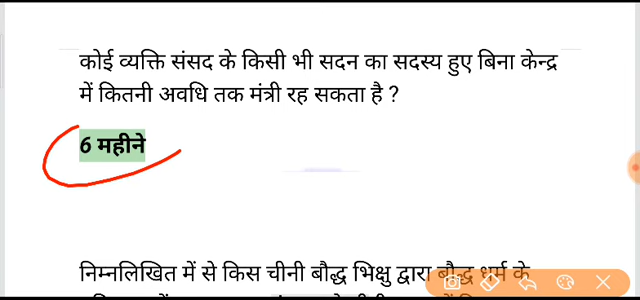 कोई व्यक्ति संसद के किसी भी सदन का सदस्य हुए बिना केन्द्र
में कितनी अवधि तक मंत्री रह सकता है ?
6 महीने
निम्नलिखित में से किस चीनी बौद्ध भिक्षु द्वारा बौद्ध धर्म के